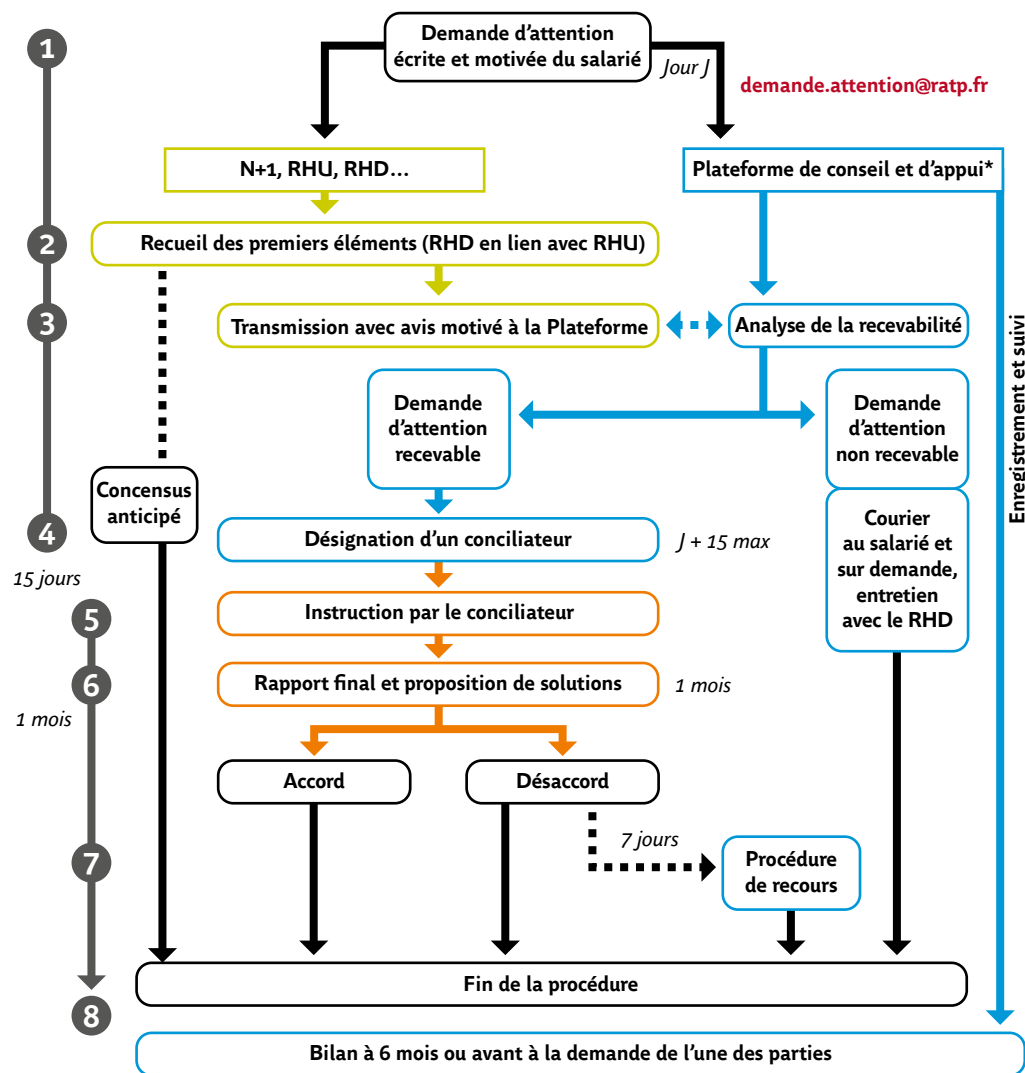 1
Demande d'attention
écrite et motivée du salarié
Jour J
demande.attention@ratp.fr
N+1, RHU, RHD...
Plateforme de conseil et d'appui*
2
Recueil des premiers éléments (RHD en lien avec RHU)
3
Transmission avec avis motivé à la Plateforme
Analyse de la recevabilité
Enregistrement et suivi
Demande
d'attention
recevable
Demande
d'attention
non recevable
Concensus
anticipé
4
Désignation d'un conciliateur
J + 15 max
Courier
au salarié et
sur demande,
entretien
avec le RHD
15 jours
5
Instruction par le conciliateur
6
Rapport final et proposition de solutions
1 mois
1 mois
Accord
Désaccord
7 jours
7
Procédure
de recours
Fin de la procédure
8
Bilan à 6 mois ou avant à la demande de l'une des parties